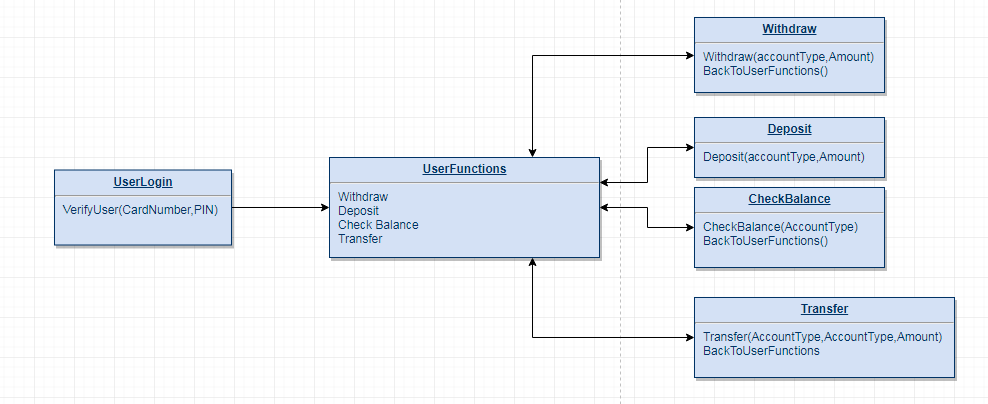 UserLogin
VerifyUser(CardNumber,PIN)
UserFunctions
Withdraw
Deposit
Check Balance
Transfer
Withdraw
Withdraw(accountType,Amount)
BackToUserFunctions()
Deposit
Deposit(accountType,Amount)
CheckBalance
CheckBalance(AccountType)
BackToUserFunctions()
Transfer
Transfer(AccountType,AccountType,Amount)
BackToUserFunctions